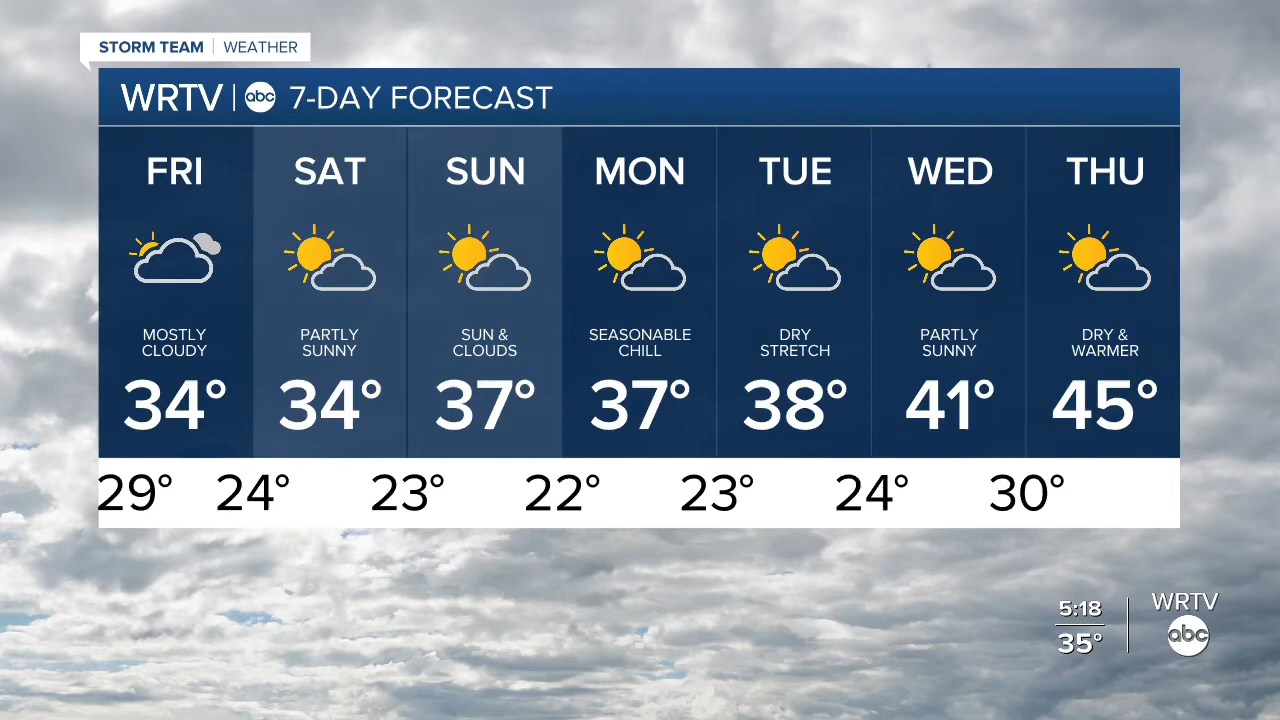 STORM TEAM | WEATHER
WRTV | abc 7-DAY FORECAST
FRI SAT SUN MON TUE WED THU
MOSTLY CLOUDY
PARTLY SUNNY
SUN & CLOUDS
SEASONABLE CHILL
DRY STRETCH
PARTLY SUNNY
DRY & WARMER
34° 34° 37° 37° 38° 41° 45°
29° 24° 23° 22° 23° 24° 30°
5:18
35°
WRTV
abc